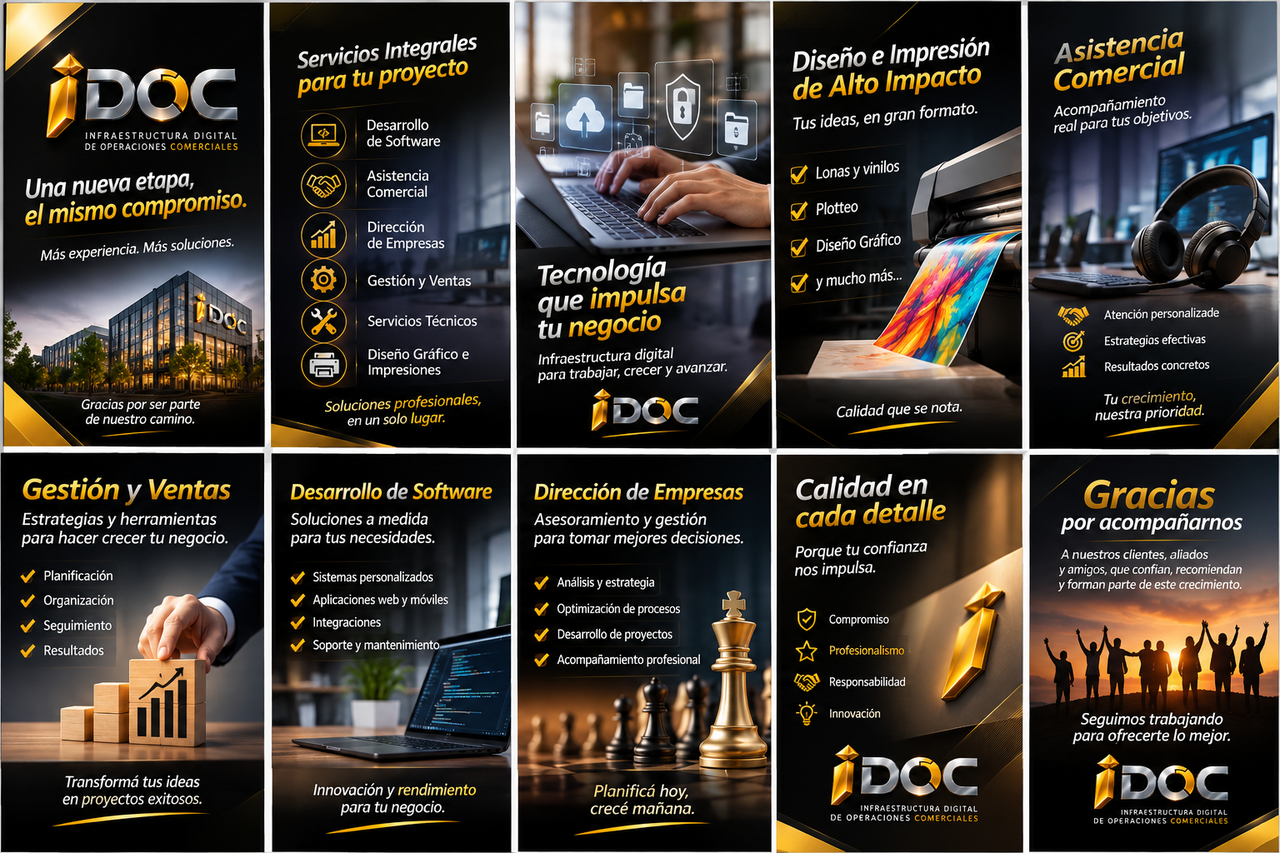 iDOC
INFRAESTRUCTURA DIGITAL
DE OPERACIONES COMERCIALES
Una nueva etapa,
el mismo compromiso.
Más experiencia. Más soluciones.
iDOC
Gracias por ser parte
de nuestro camino.
Servicios Integrales
para tu proyecto
Desarrollo
de Software
Asistencia
Comercial
Dirección
de Empresas
Gestión y Ventas
Servicios Técnicos
Diseño Gráfico e
Impresiones
Soluciones profesionales,
en un solo lugar.
Tecnología
que impulsa
tu negocio
Infraestructura digital
para trabajar, crecer y avanzar.
iDOC
Diseño e Impresión
de Alto Impacto
Tus ideas, en gran formato.
Lonas y vinilos
Plotteo
Diseño Gráfico
y mucho más...
Calidad que se nota.
Asistencia
Comercial
Acompañamiento
real para tus objetivos.
Atención personalizade
Estrategias efectivas
Resultados concretos
Tu crecimiento,
nuestra prioridad.
Gestión y Ventas
Estrategias y herramientas
para hacer crecer tu negocio.
Planificación
Organización
Seguimiento
Resultados
Transformá tus ideas
en proyectos exitosos.
Desarrollo de Software
Soluciones a medida
para tus necesidades.
Sistemas personalizados
Aplicaciones web y móviles
Integraciones
Soporte y mantenimiento
Innovación y rendimiento
para tu negocio.
Dirección de Empresas
Asesoramiento y gestión
para tomar mejores decisiones.
Análisis y estrategia
Optimización de procesos
Desarrollo de proyectos
Acompañamiento profesional
Planificá hoy,
crecé mañana.
Calidad en
cada detalle
Porque tu confianza
nos impulsa.
Compromiso
Profesionalismo
Responsabilidad
Innovación
iDOC
INFRAESTRUCTURA DIGITAL
DE OPERACIONES COMERCIALES
Gracias
por acompañarnos
A nuestros clientes, aliados
y amigos, que confían, recomiendan
y forman parte de este crecimiento.
Seguimos trabajando
para ofrecerte lo mejor.
iDOC
INFRAESTRUCTURA DIGITAL
DE OPERACIONES COMERCIALES